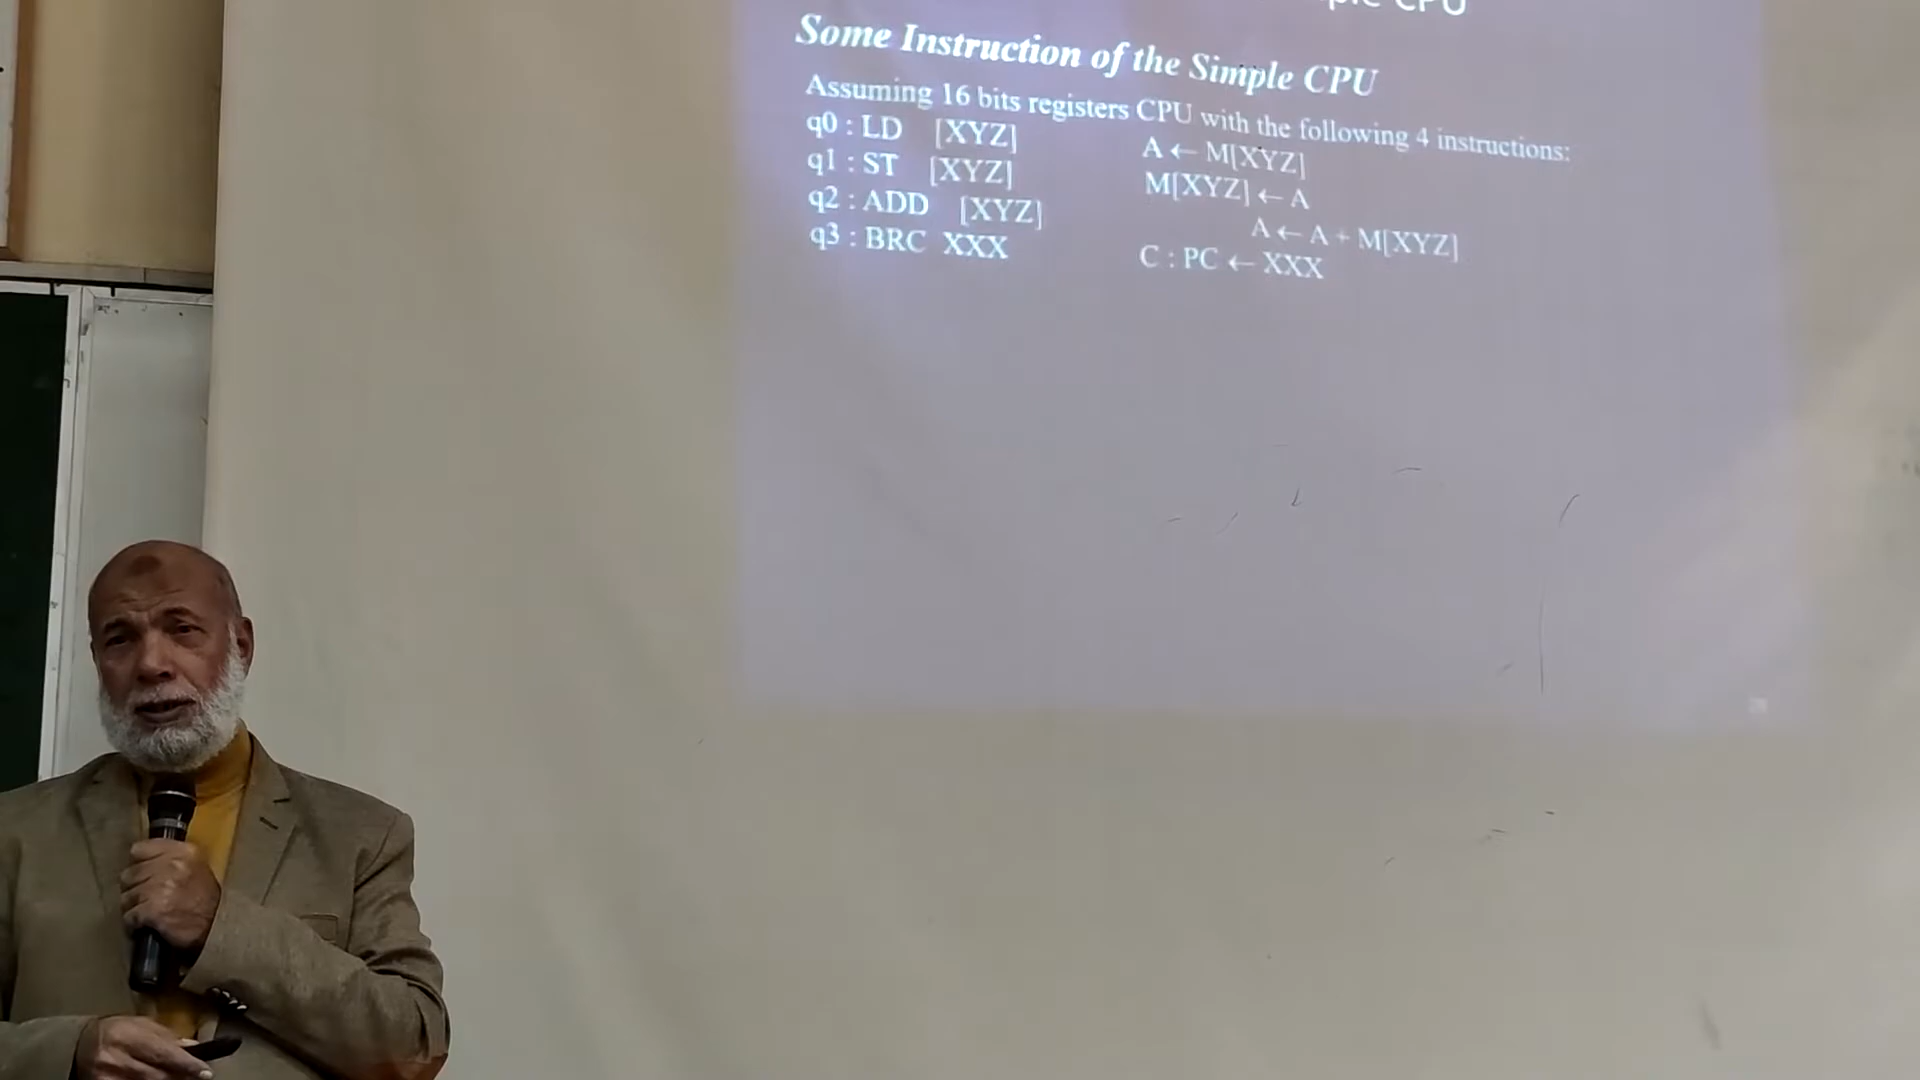 CPU
Some Instruction of the Simple CPU
Assuming 16 bits registers CPU with the following 4 instructions:
q0 : LD [XYZ] A ← M[XYZ]
q1 : ST [XYZ] M[XYZ] ← A
q2 : ADD [XYZ] A ← A + M[XYZ]
q3 : BRC XXX C : PC ← XXX